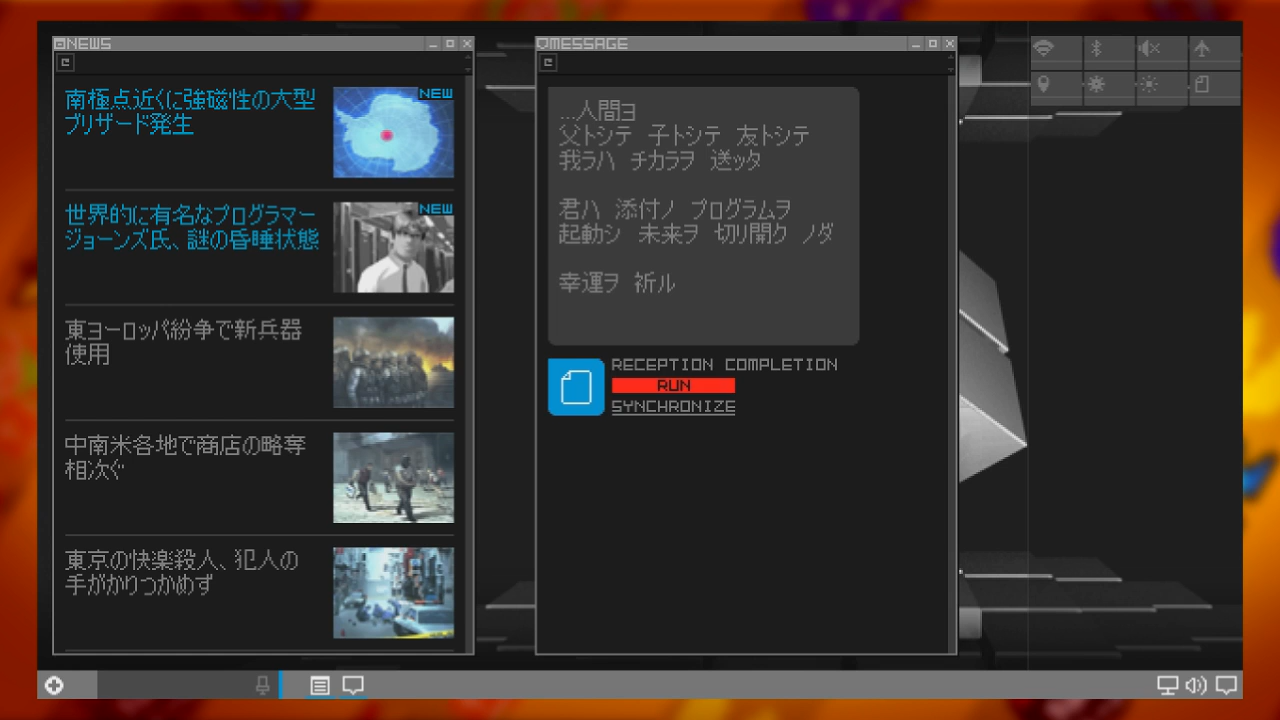 NEWS
南極点近くに強磁性の大型
ブリザード発生
NEW
世界的に有名なプログラマー
ジョーンズ氏、謎の昏睡状態
NEW
東ヨーロッパ紛争で新兵器
使用
中南米各地で商店の略奪
相次ぐ
東京の快楽殺人、犯人の
手がかりつかめず
MESSAGE
...人間ヨ
父トシテ 子トシテ 友トシテ
我ラハ チカラヲ 送ッタ
君ハ 添付ノ プログラムヲ
起動シ 未来ヲ 切リ開ク ノダ
幸運ヲ 祈ル
RECEPTION COMPLETION
RUN
SYNCHRONIZE